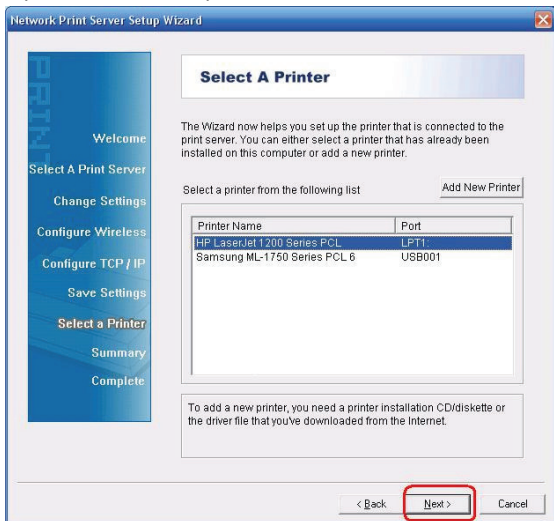 Network Print Server Setup Wizard
PRINT
Welcome
Select A Print Server
Change Settings
Configure Wireless
Configure TCP / IP
Save Settings
Select a Printer
Summary
Complete
Select A Printer
The Wizard now helps you set up the printer that is connected to the
print server. You can either select a printer that has already been
installed on this computer or add a new printer.
Select a printer from the following list
Add New Printer
Printer Name Port
HP LaserJet 1200 Series PCL LPT1:
Samsung ML-1750 Series PCL 6 USB001
To add a new printer, you need a printer installation CD/diskette or
the driver file that you've downloaded from the Internet.
< Back Next > Cancel